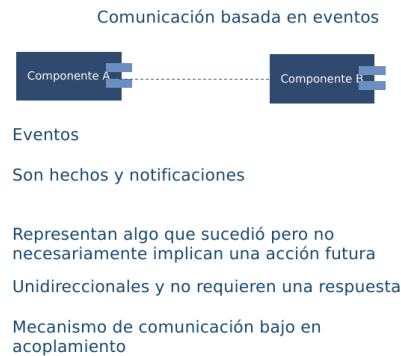 Comunicación basada en eventos
Componente A
Componente B
Eventos
Son hechos y notificaciones
Representan algo que sucedió pero no
necesariamente implican una acción futura
Unidireccionales y no requieren una respuesta
Mecanismo de comunicación bajo en
acoplamiento